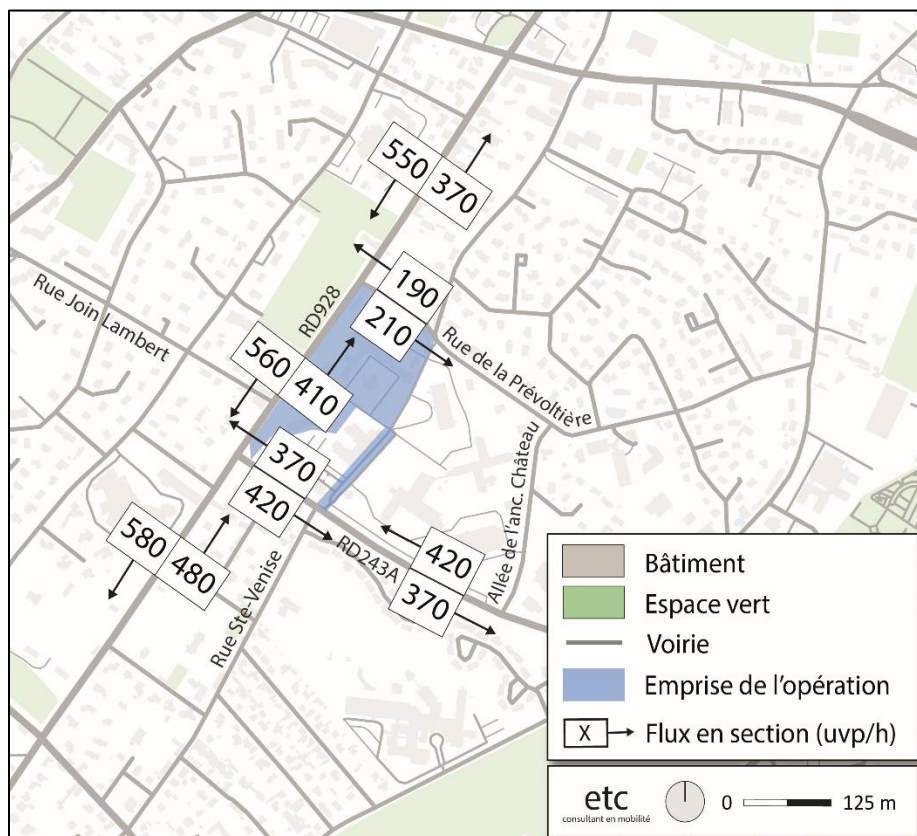 550
370
190
210
RD928
Rue Join Lambert
Rue de la Prévoltière
560
410
370
420
580
480
RD243A
420
370
Allée de l'anc. Château
Rue Ste-Venise
Bâtiment
Espace vert
Voirie
Emprise de l'opération
X Flux en section (uvp/h)
etc
consultant en mobilité
0 125 m